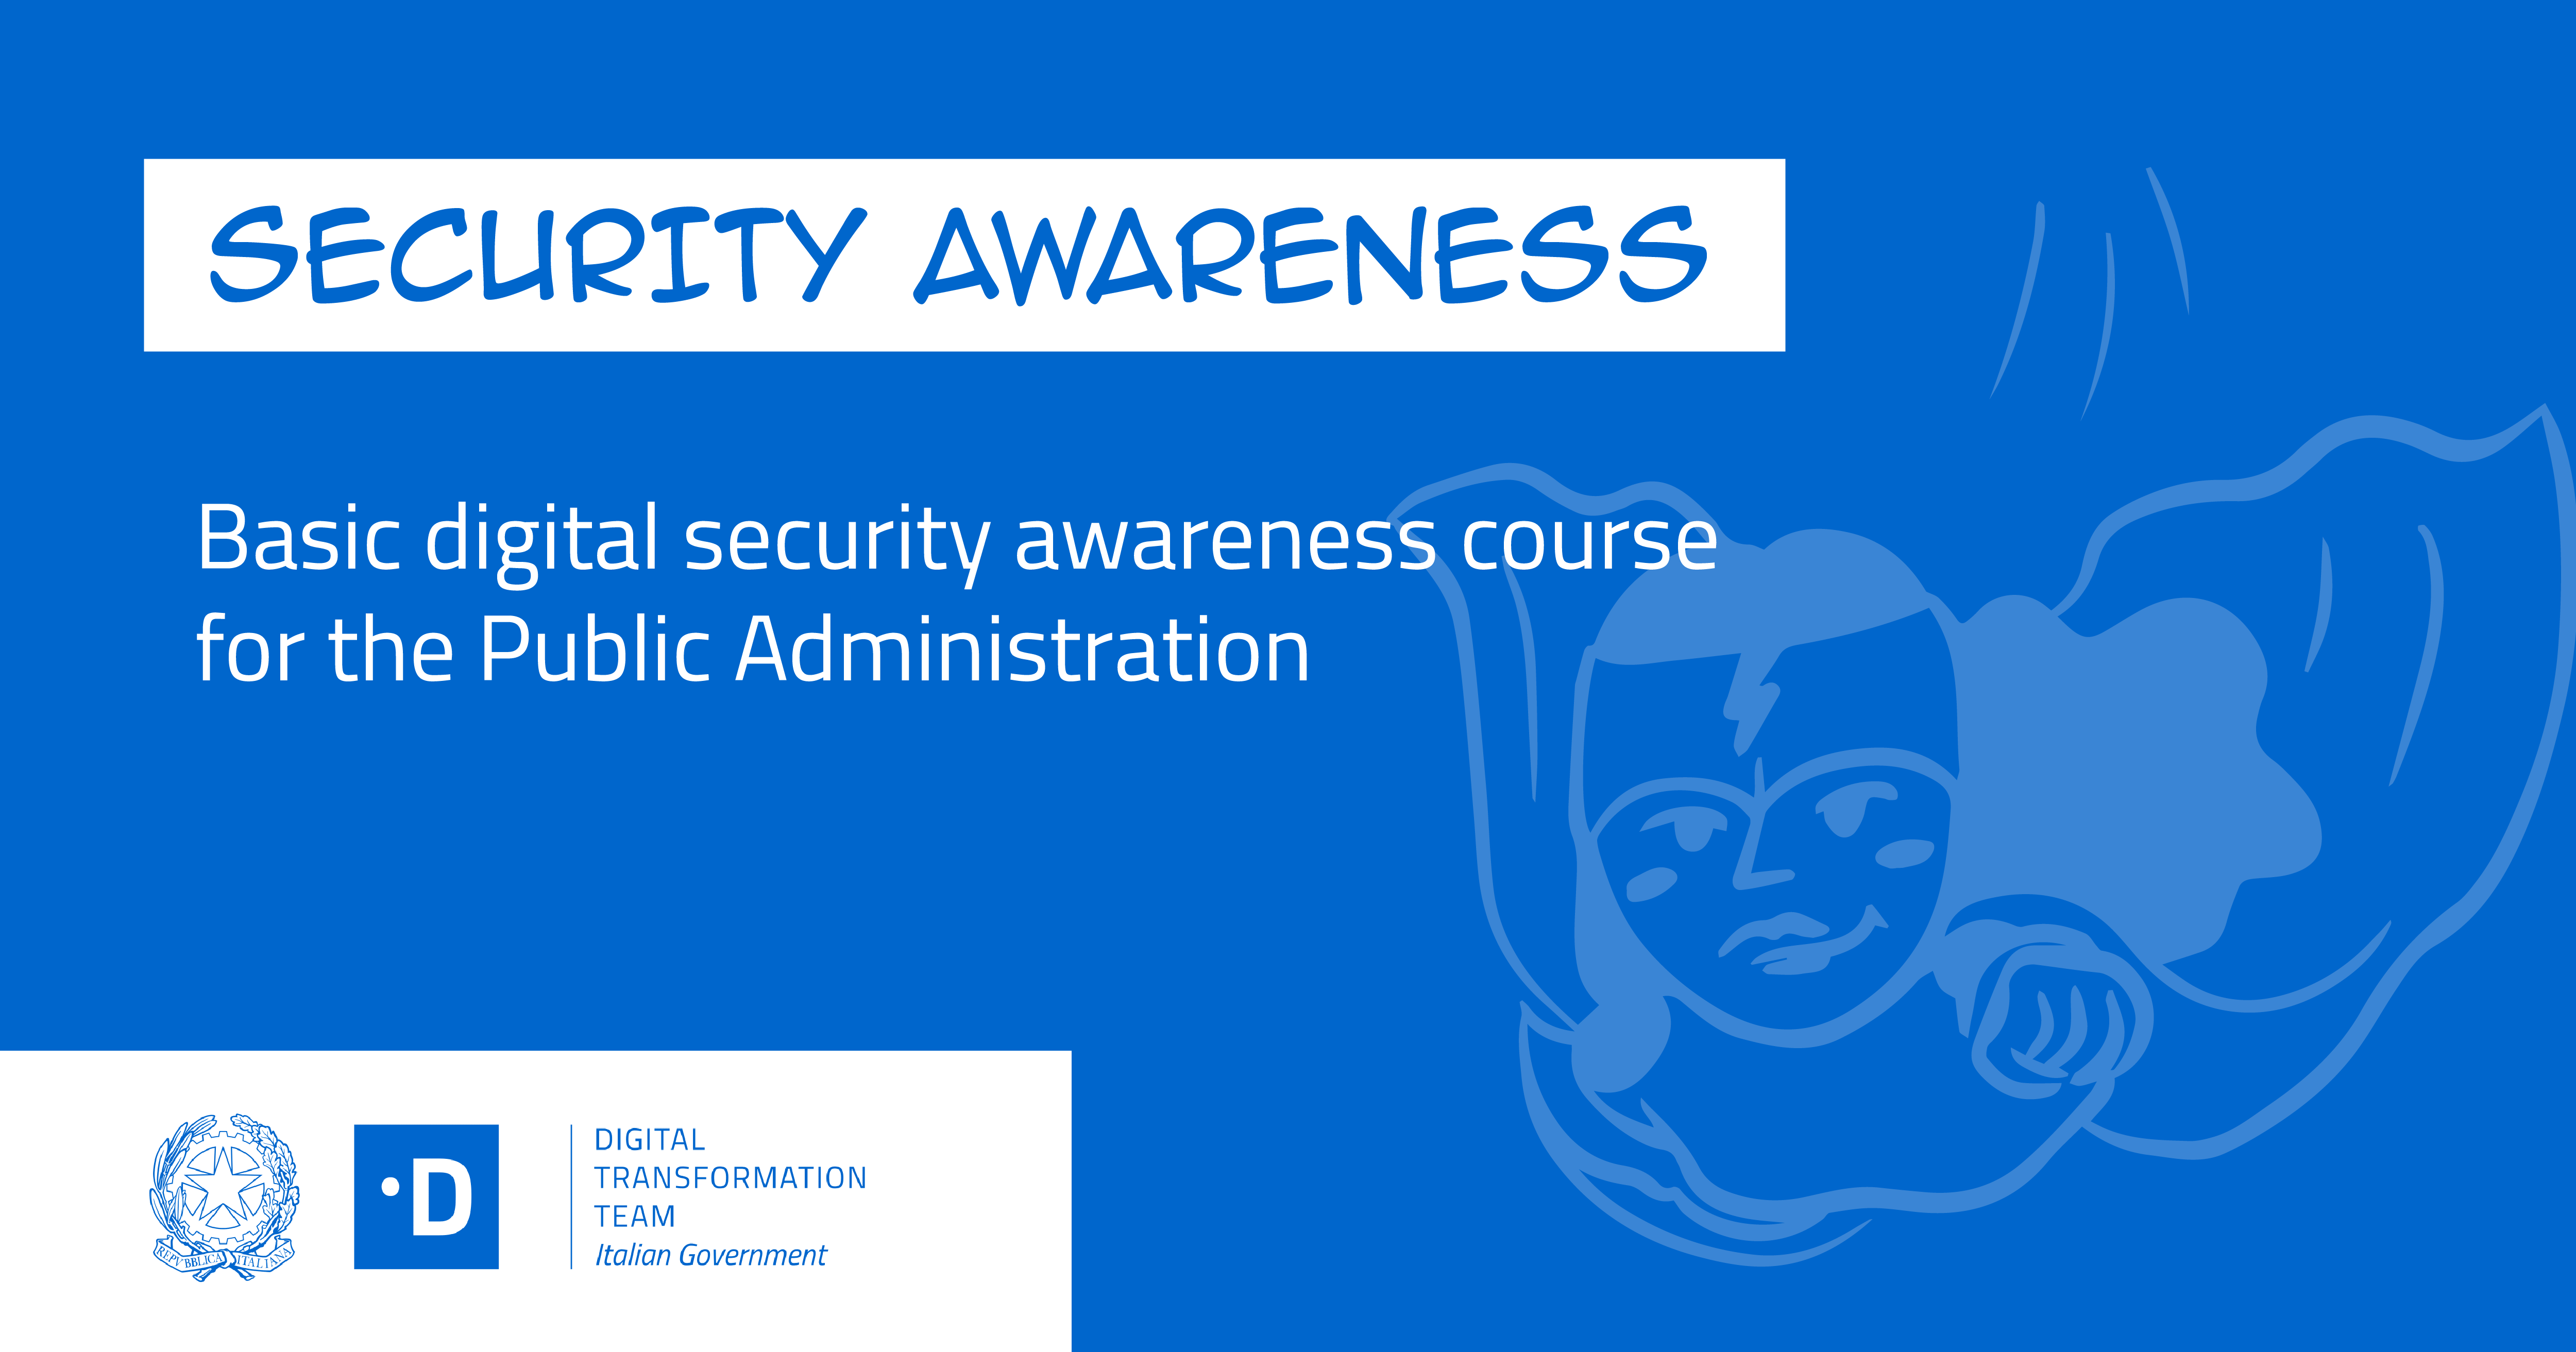 SECURITY AWARENESS
Basic digital security awareness course
for the Public Administration
REPVBBLICA ITALIANA
·D
DIGITAL
TRANSFORMATION
TEAM
Italian Government